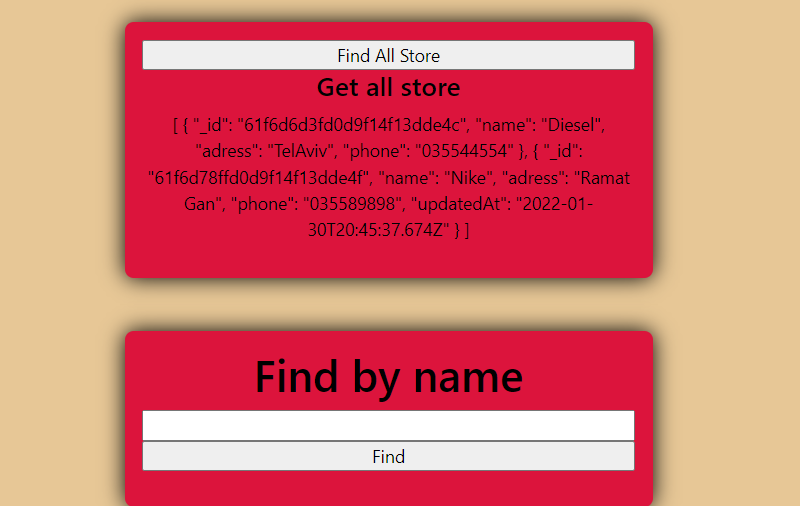 Find All Store
Get all store
[ { "_id": "61f6d6d3fd0d9f14f13dde4c", "name": "Diesel",
"adress": "TelAviv", "phone": "035544554" }, { "_id":
"61f6d78ffd0d9f14f13dde4f", "name": "Nike", "adress": "Ramat
Gan", "phone": "035589898", "updatedAt": "2022-01-
30T20:45:37.674Z" } ]
Find by name
Find